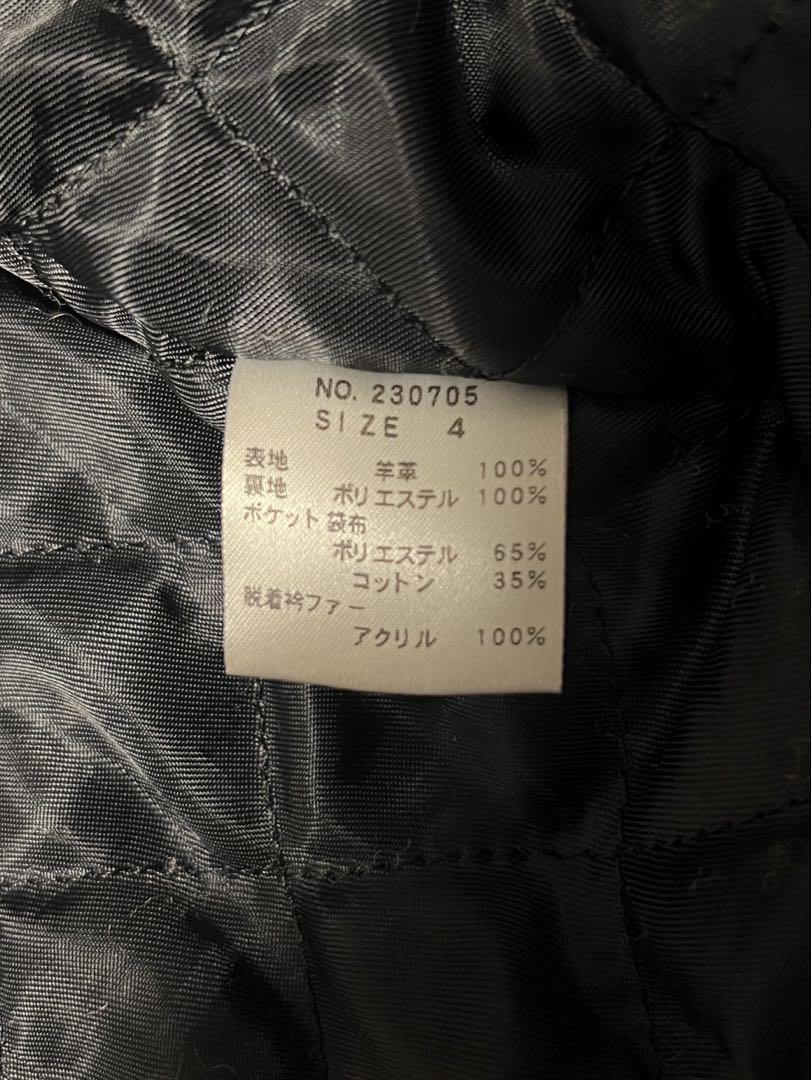 NO. 230705
SIZE 4
表地 羊革 100%
裏地 ポリエステル 100%
ポケット袋布
ポリエステル 65%
コットン 35%
脱着衿ファー
アクリル 100%